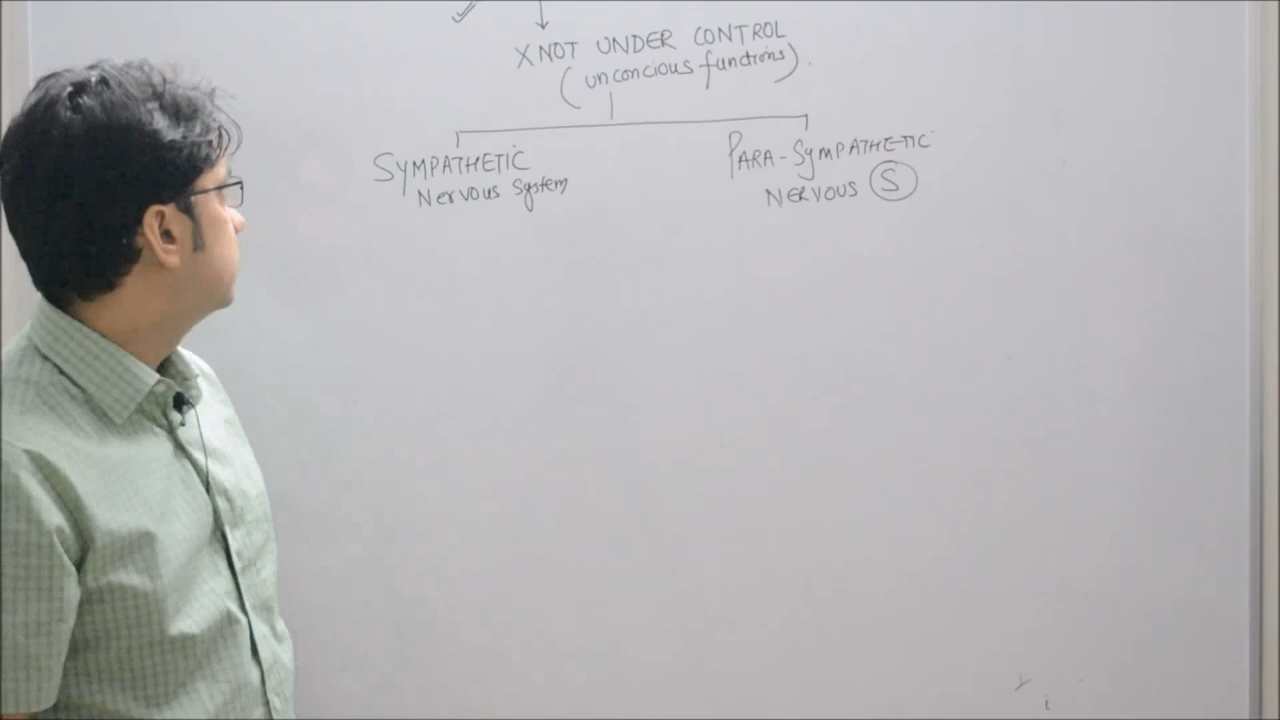 X NOT UNDER CONTROL
(unconcious functions).
SYMPATHETIC
Nervous System
PARA-SYMPATHETIC
NERVOUS S
i